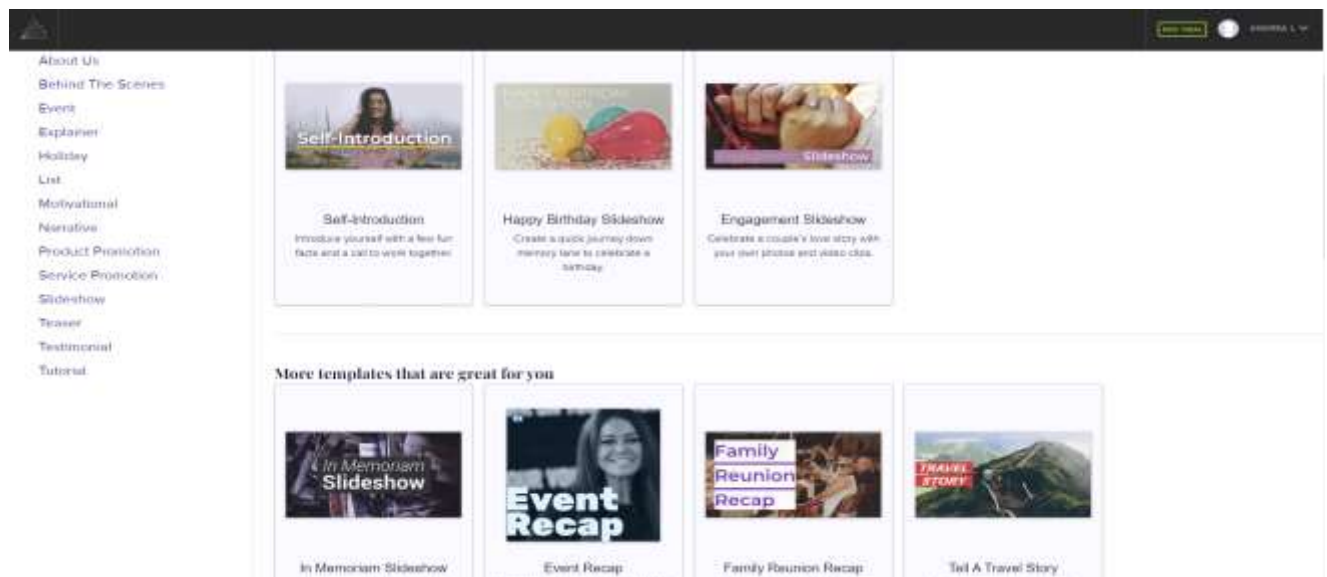 About Us
Behind The Scenes
Event
Explainer
Holiday
List
Motivational
Narrative
Product Promotion
Service Promotion
Slideshow
Teaser
Testimonial
Tutorial
Self-Introduction
Self-Introduction
Introduce yourself with a few fun
facts and a call to work together.
HAPPY BIRTHDAY
SLIDESHOW
Happy Birthday Slideshow
Create a quick journey down
memory lane to celebrate a
birthday.
Slideshow
Engagement Slideshow
Celebrate a couple's love story with
your own photos and video clips.
More templates that are great for you
In Memoriam
Slideshow
In Memoriam Slideshow
Event
Recap
Event Recap
Family
Reunion
Recap
Family Reunion Recap
TRAVEL
STORY
Tell A Travel Story